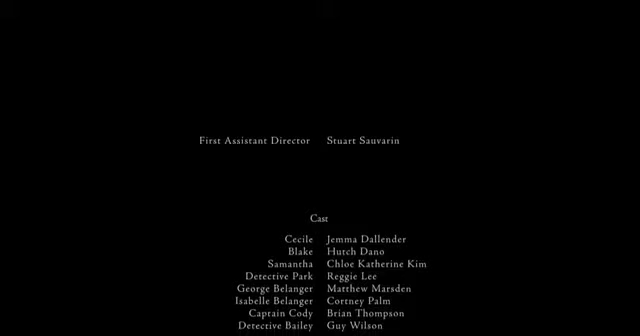 First Assistant Director Stuart Sauvarin
Cast
Cecile Jemma Dallender
Blake Hutch Dano
Samantha Chloe Katherine Kim
Detective Park Reggie Lee
George Belanger Matthew Marsden
Isabelle Belanger Cortney Palm
Captain Cody Brian Thompson
Detective Bailey Guy Wilson